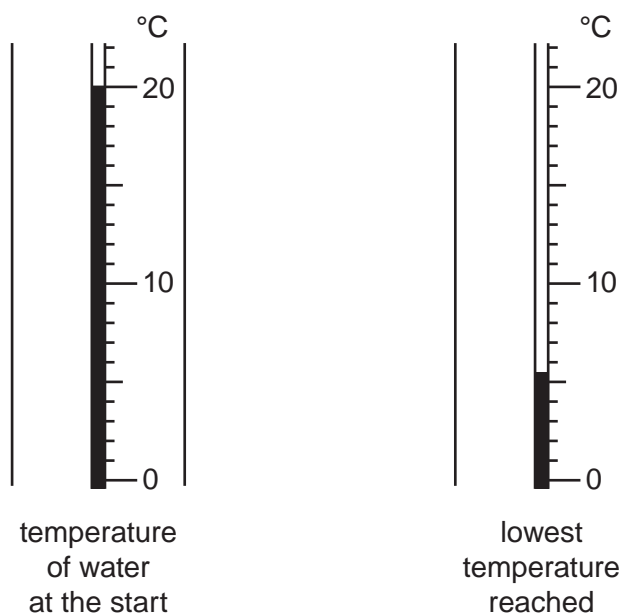 °C
20
10
0
temperature
of water
at the start
°C
20
10
0
lowest
temperature
reached